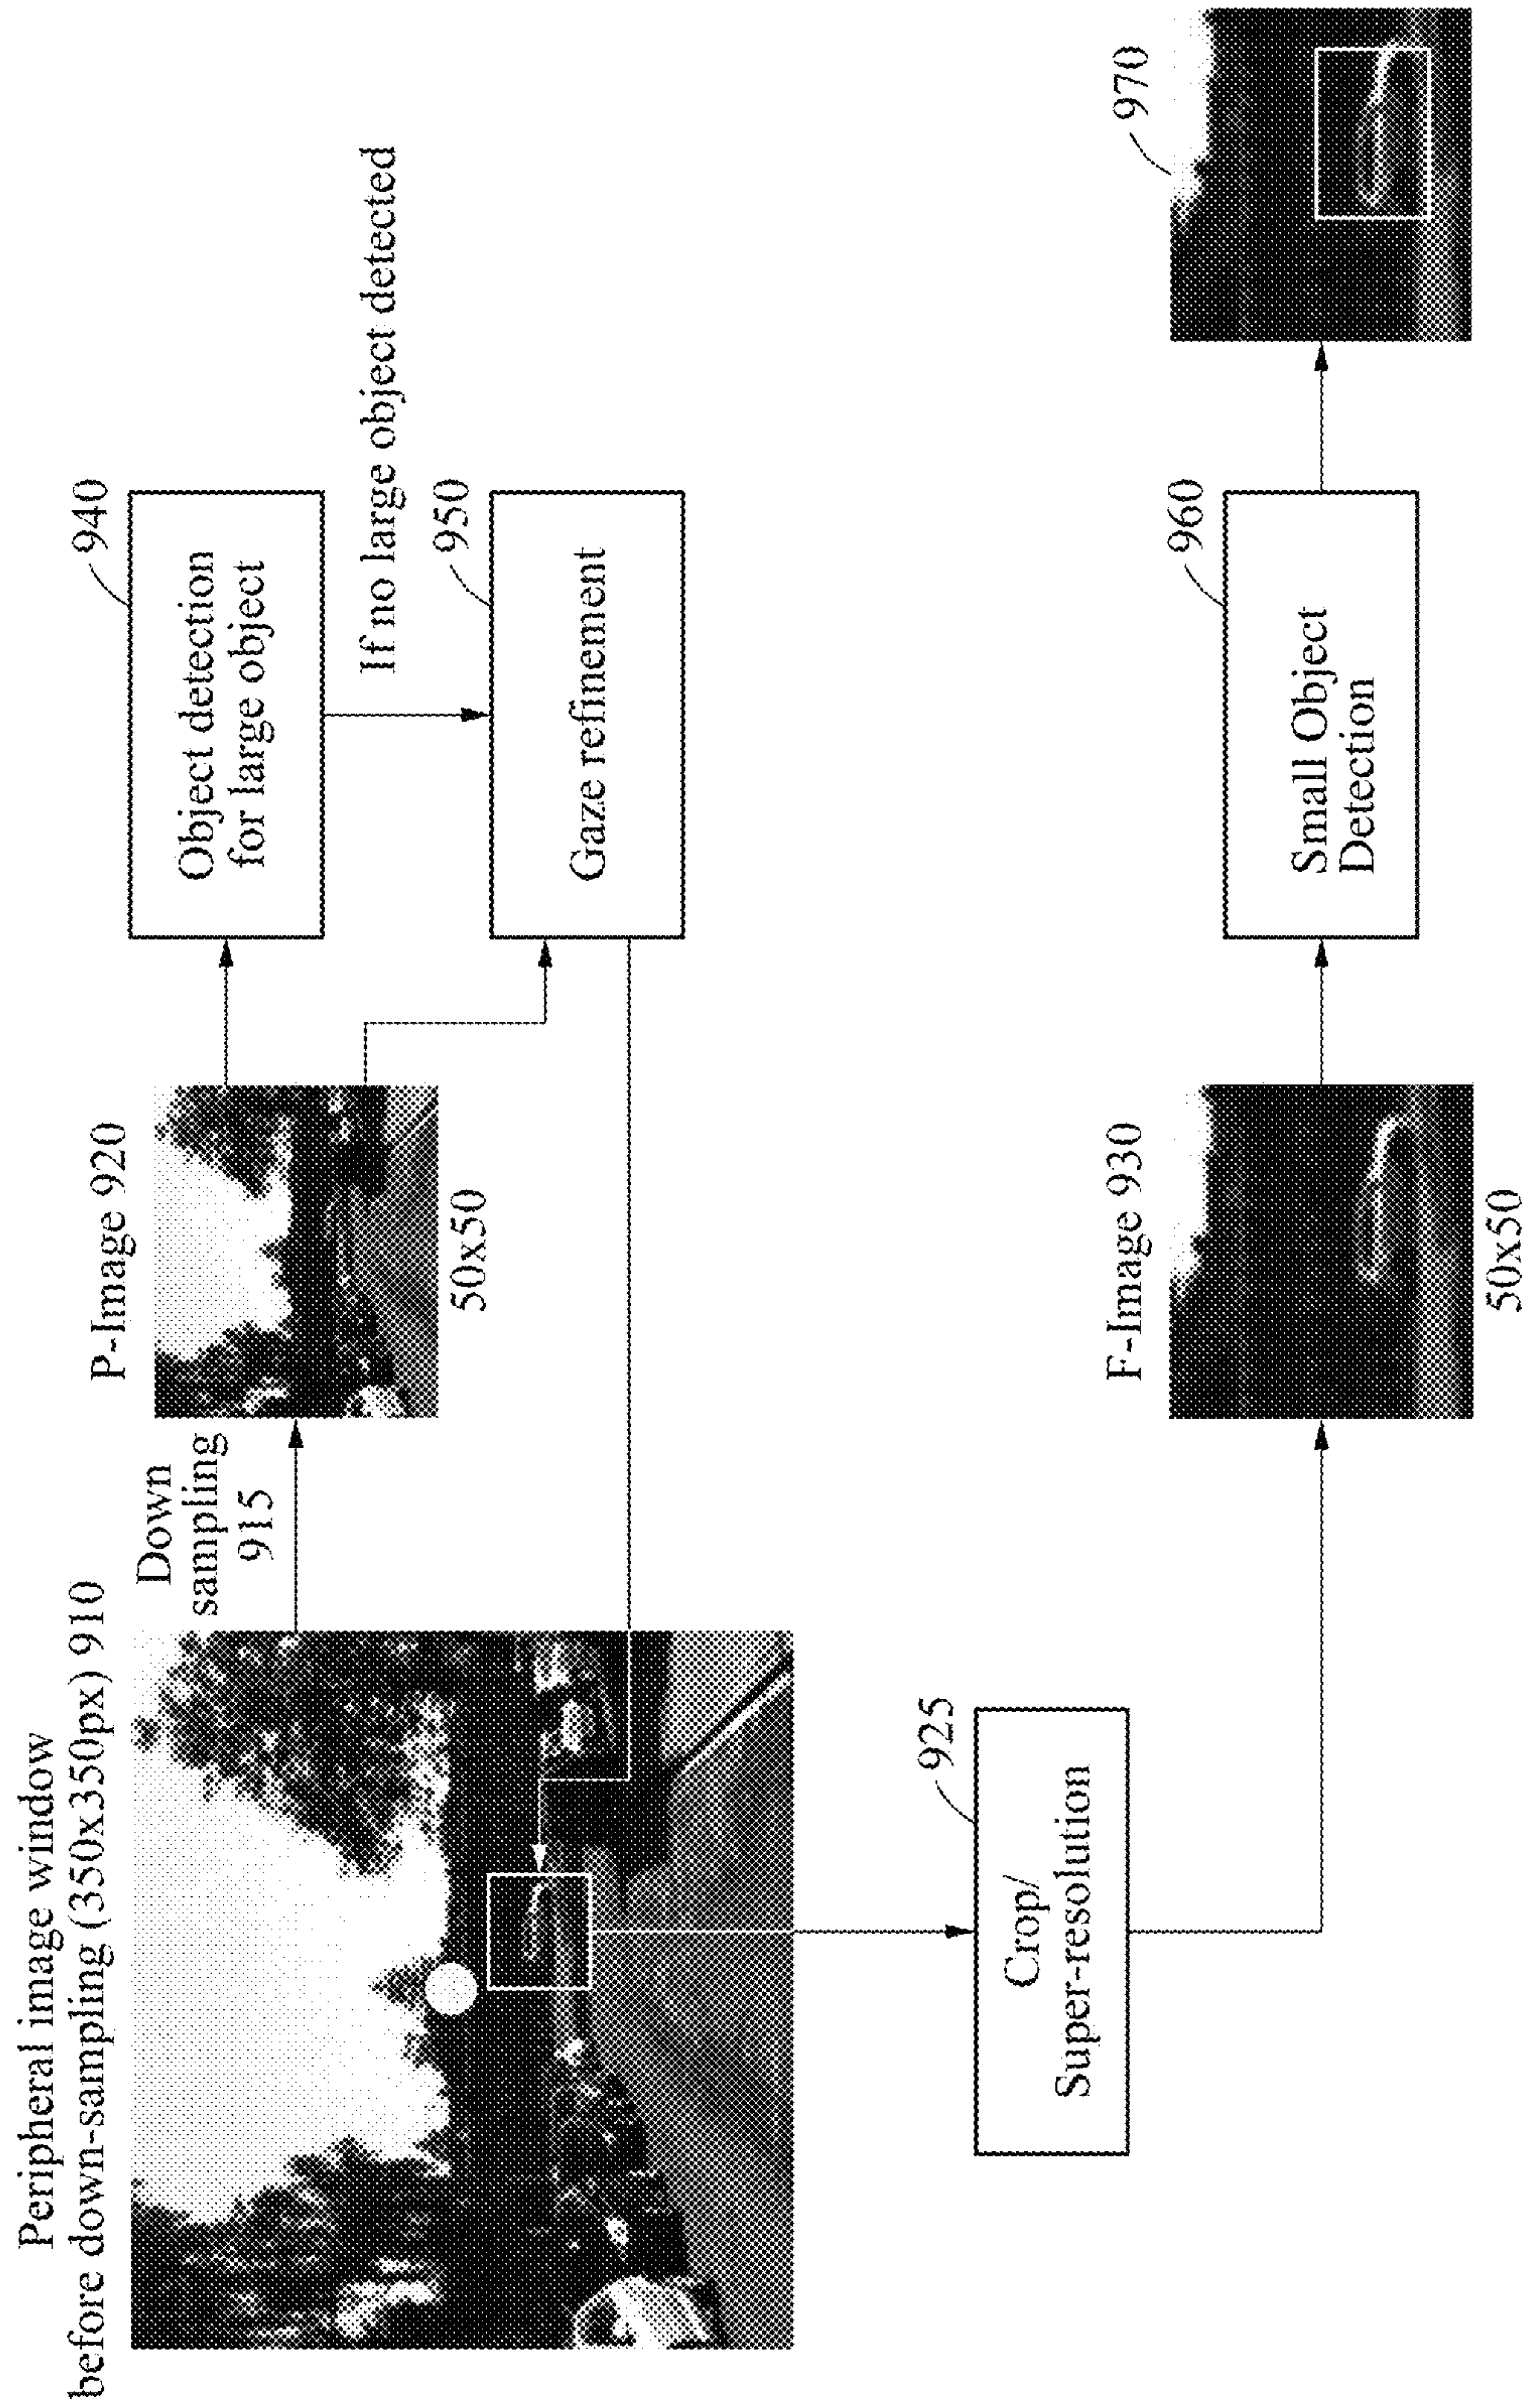 Peripheral image window
before down-sampling (350x350px) 910
Down
sampling
915
P-Image 920
50x50
940
Object detection
for large object
If no large object detected
950
Gaze refinement
925
Crop/
Super-resolution
F-Image 930
50x50
960
Small Object
Detection
970